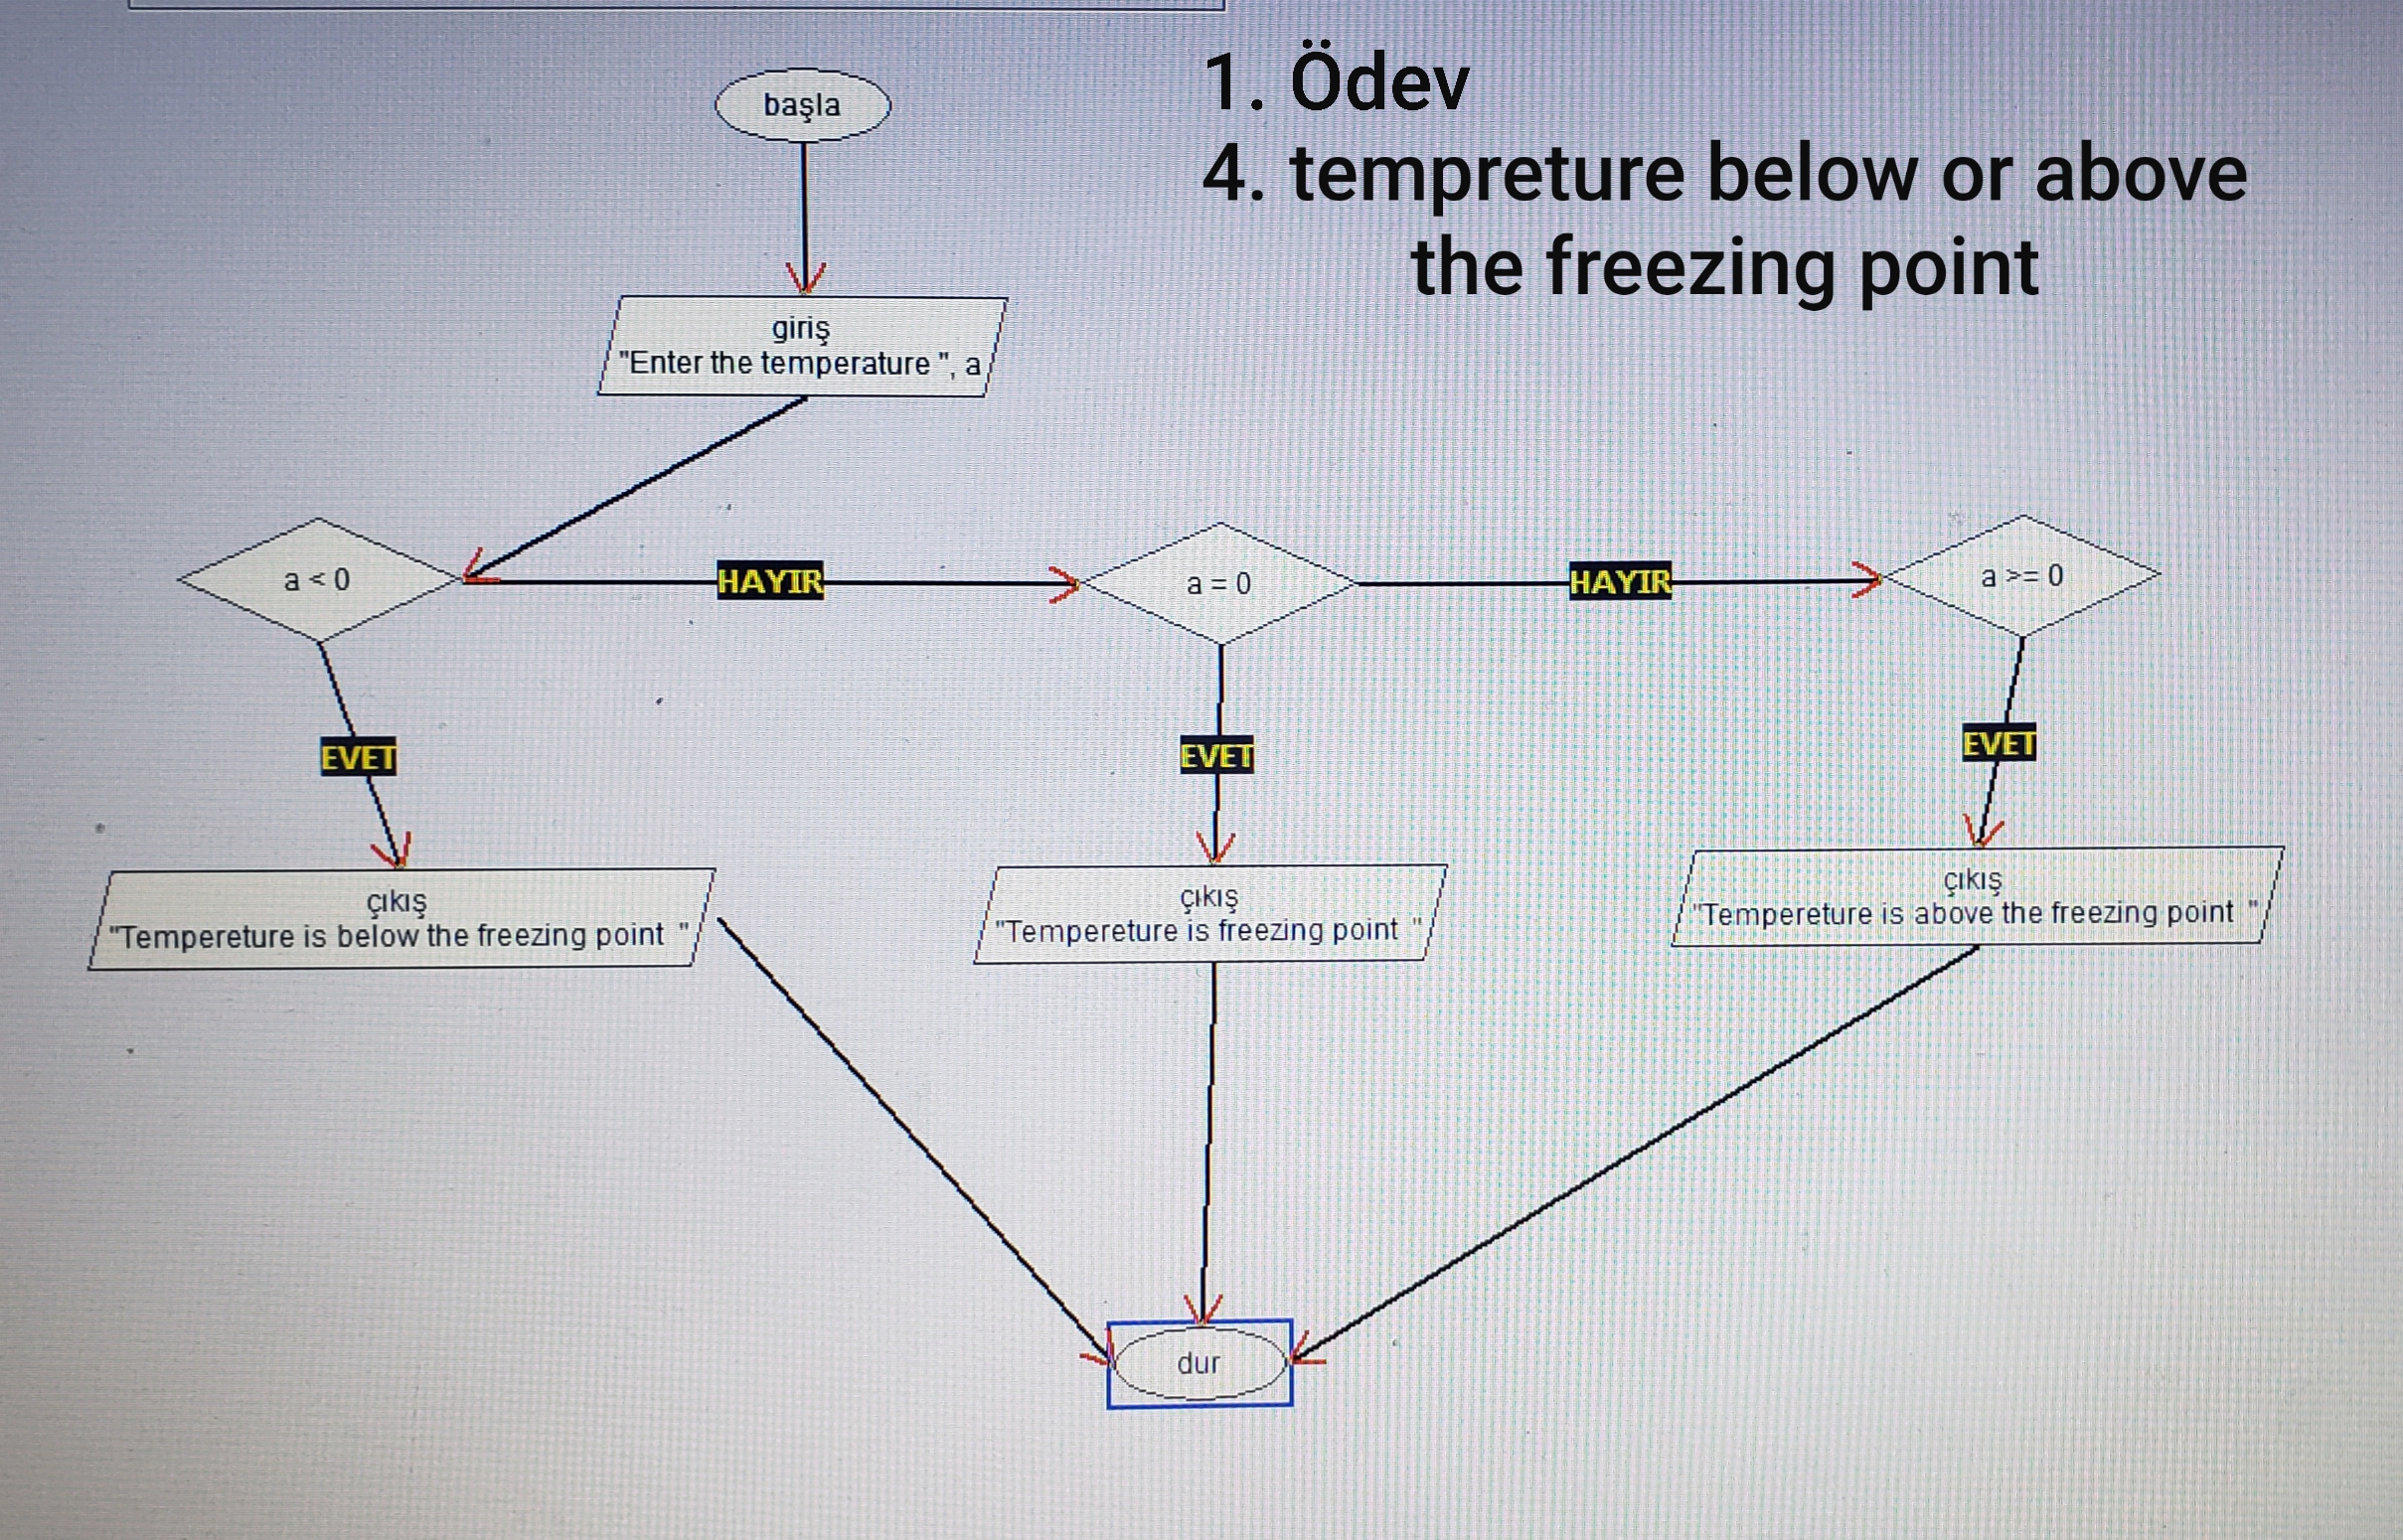 1. Ödev
4. tempreture below or above
the freezing point
başla
giriş
"Enter the temperature ", a
a < 0
HAYIR
a = 0
HAYIR
a >= 0
EVET
EVET
EVET
çıkış
"Tempereture is below the freezing point "
çıkış
"Tempereture is freezing point "
çıkış
"Tempereture is above the freezing point "
dur